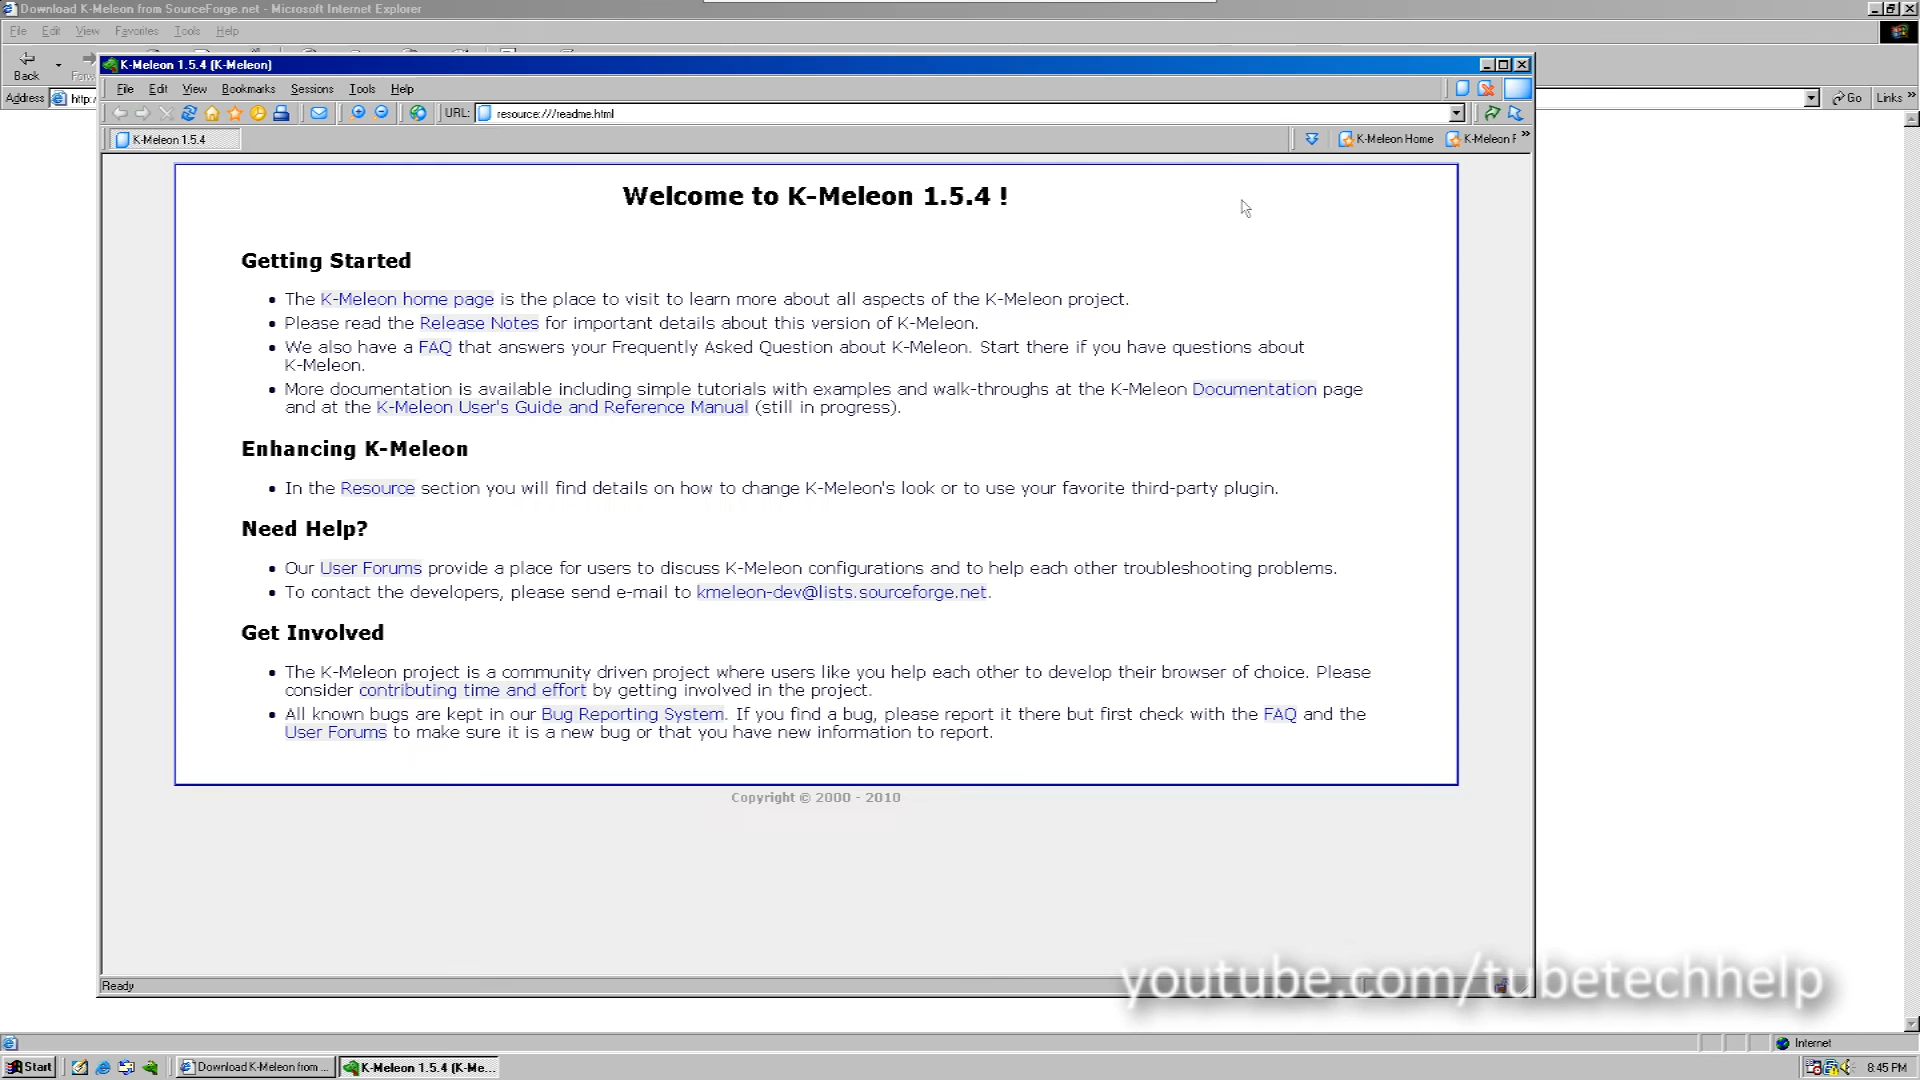 Download K-Meleon from SourceForge.net - Microsoft Internet Explorer
File Edit View Favorites Tools Help
Back
K-Meleon 1.5.4 (K-Meleon)
File Edit View Bookmarks Sessions Tools Help
Address http:
Go Links »
URL: resource:///readme.html
K-Meleon 1.5.4
K-Meleon Home K-Meleon F »
Welcome to K-Meleon 1.5.4 !
Getting Started
• The K-Meleon home page is the place to visit to learn more about all aspects of the K-Meleon project.
• Please read the Release Notes for important details about this version of K-Meleon.
• We also have a FAQ that answers your Frequently Asked Question about K-Meleon. Start there if you have questions about
K-Meleon.
• More documentation is available including simple tutorials with examples and walk-throughs at the K-Meleon Documentation page
and at the K-Meleon User's Guide and Reference Manual (still in progress).
Enhancing K-Meleon
• In the Resource section you will find details on how to change K-Meleon's look or to use your favorite third-party plugin.
Need Help?
• Our User Forums provide a place for users to discuss K-Meleon configurations and to help each other troubleshooting problems.
• To contact the developers, please send e-mail to kmeleon-dev@lists.sourceforge.net.
Get Involved
• The K-Meleon project is a community driven project where users like you help each other to develop their browser of choice. Please
consider contributing time and effort by getting involved in the project.
• All known bugs are kept in our Bug Reporting System. If you find a bug, please report it there but first check with the FAQ and the
User Forums to make sure it is a new bug or that you have new information to report.
Copyright © 2000 - 2010
Ready
youtube.com/tubetechhelp
Internet
Start Download K-Meleon from ... K-Meleon 1.5.4 (K-Me... 8:45 PM